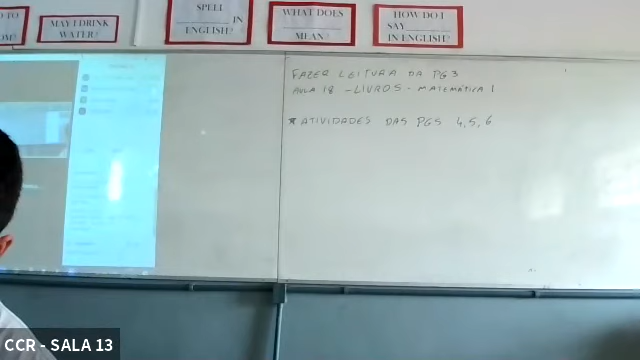 MAY I DRINK
WATER?
SPELL
IN
ENGLISH?
WHAT DOES
MEAN?
HOW DO I
SAY
IN ENGLISH?
FAZER LEITURA DA PG 3
AULA 18 - LIVROS - MATEMÁTICA 1
* ATIVIDADES DAS PGS 4, 5, 6
CCR - SALA 13